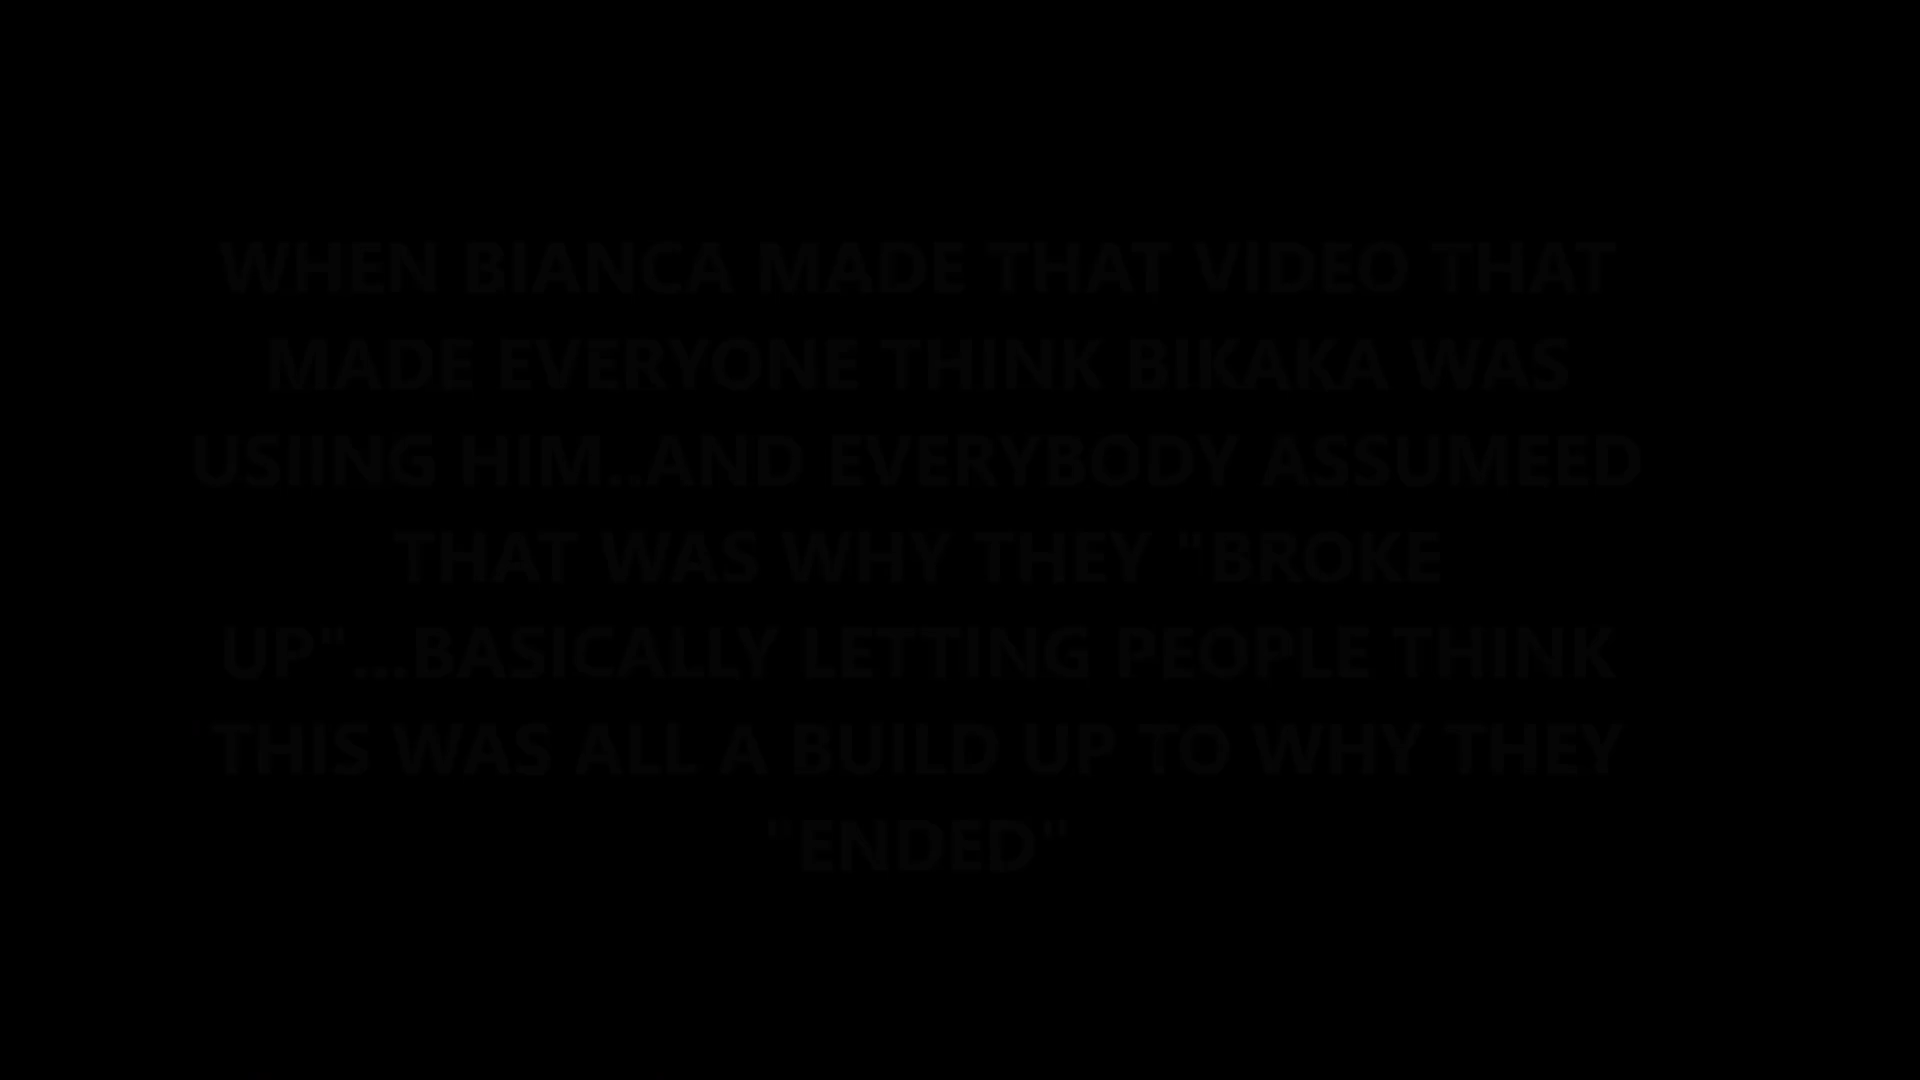 WHEN BIANCA MADE THAT VIDEO THAT
MADE EVERYONE THINK BIKAKA WAS
USIING HIM..AND EVERYBODY ASSUMEED
THAT WAS WHY THEY "BROKE
UP"...BASICALLY LETTING PEOPLE THINK
THIS WAS ALL A BUILD UP TO WHY THEY
"ENDED"